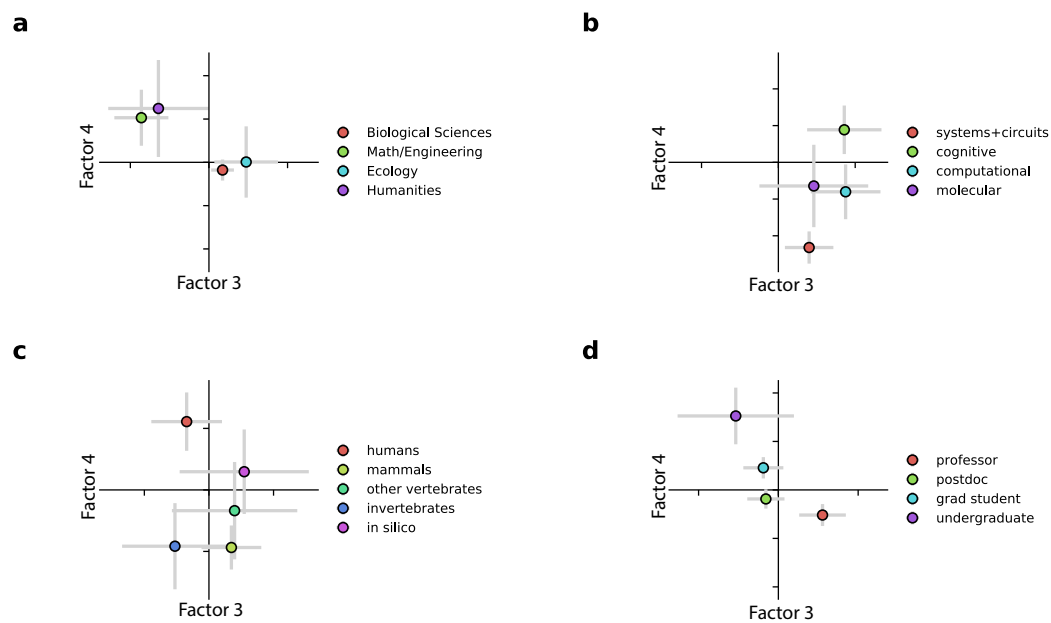 a
Factor 4
Factor 3
Biological Sciences
Math/Engineering
Ecology
Humanities
b
Factor 4
Factor 3
systems+circuits
cognitive
computational
molecular
c
Factor 4
Factor 3
humans
mammals
other vertebrates
invertebrates
in silico
d
Factor 4
Factor 3
professor
postdoc
grad student
undergraduate